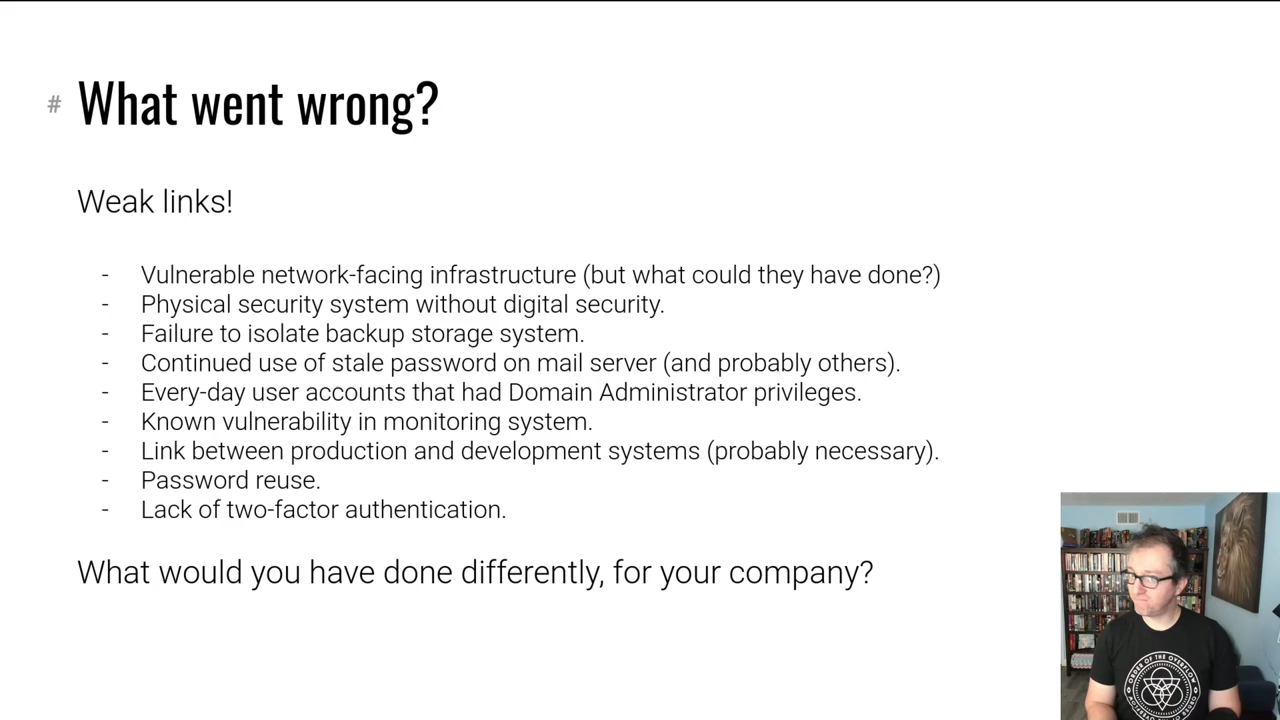 # What went wrong?
Weak links!
- Vulnerable network-facing infrastructure (but what could they have done?)
- Physical security system without digital security.
- Failure to isolate backup storage system.
- Continued use of stale password on mail server (and probably others).
- Every-day user accounts that had Domain Administrator privileges.
- Known vulnerability in monitoring system.
- Link between production and development systems (probably necessary).
- Password reuse.
- Lack of two-factor authentication.
What would you have done differently, for your company?
ORDER OF THE OVERFLOW